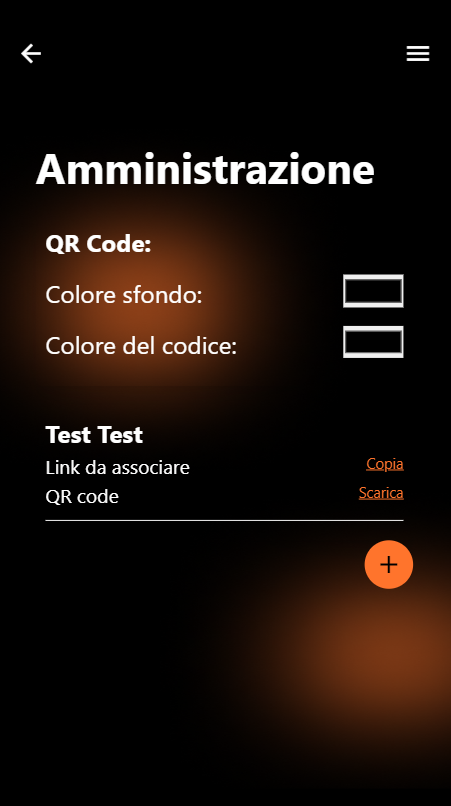 Amministrazione
QR Code:
Colore sfondo:
Colore del codice:
Test Test
Link da associare Copia
QR code Scarica